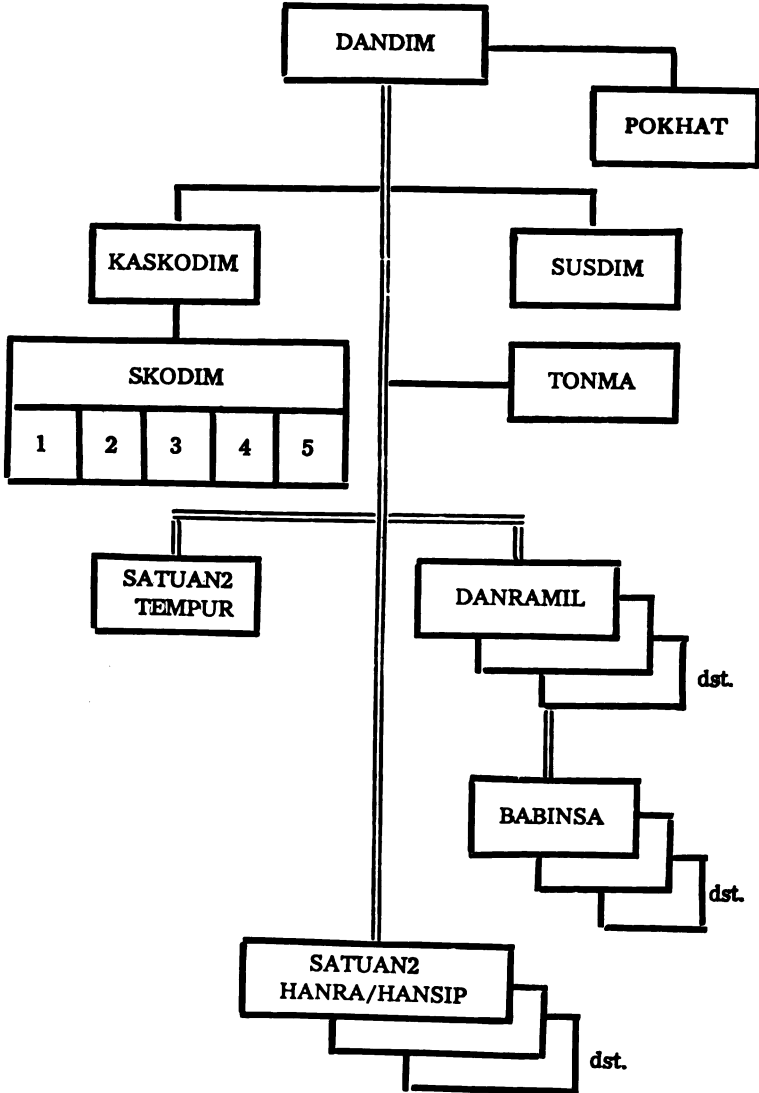 DANDIM
POKHAT
KASKODIM
SUSDIM
SKODIM
1 2 3 4 5
TONMA
SATUAN2
TEMPUR
DANRAMIL
dst.
BABINSA
dst.
SATUAN2
HANRA/HANSIP
dst.